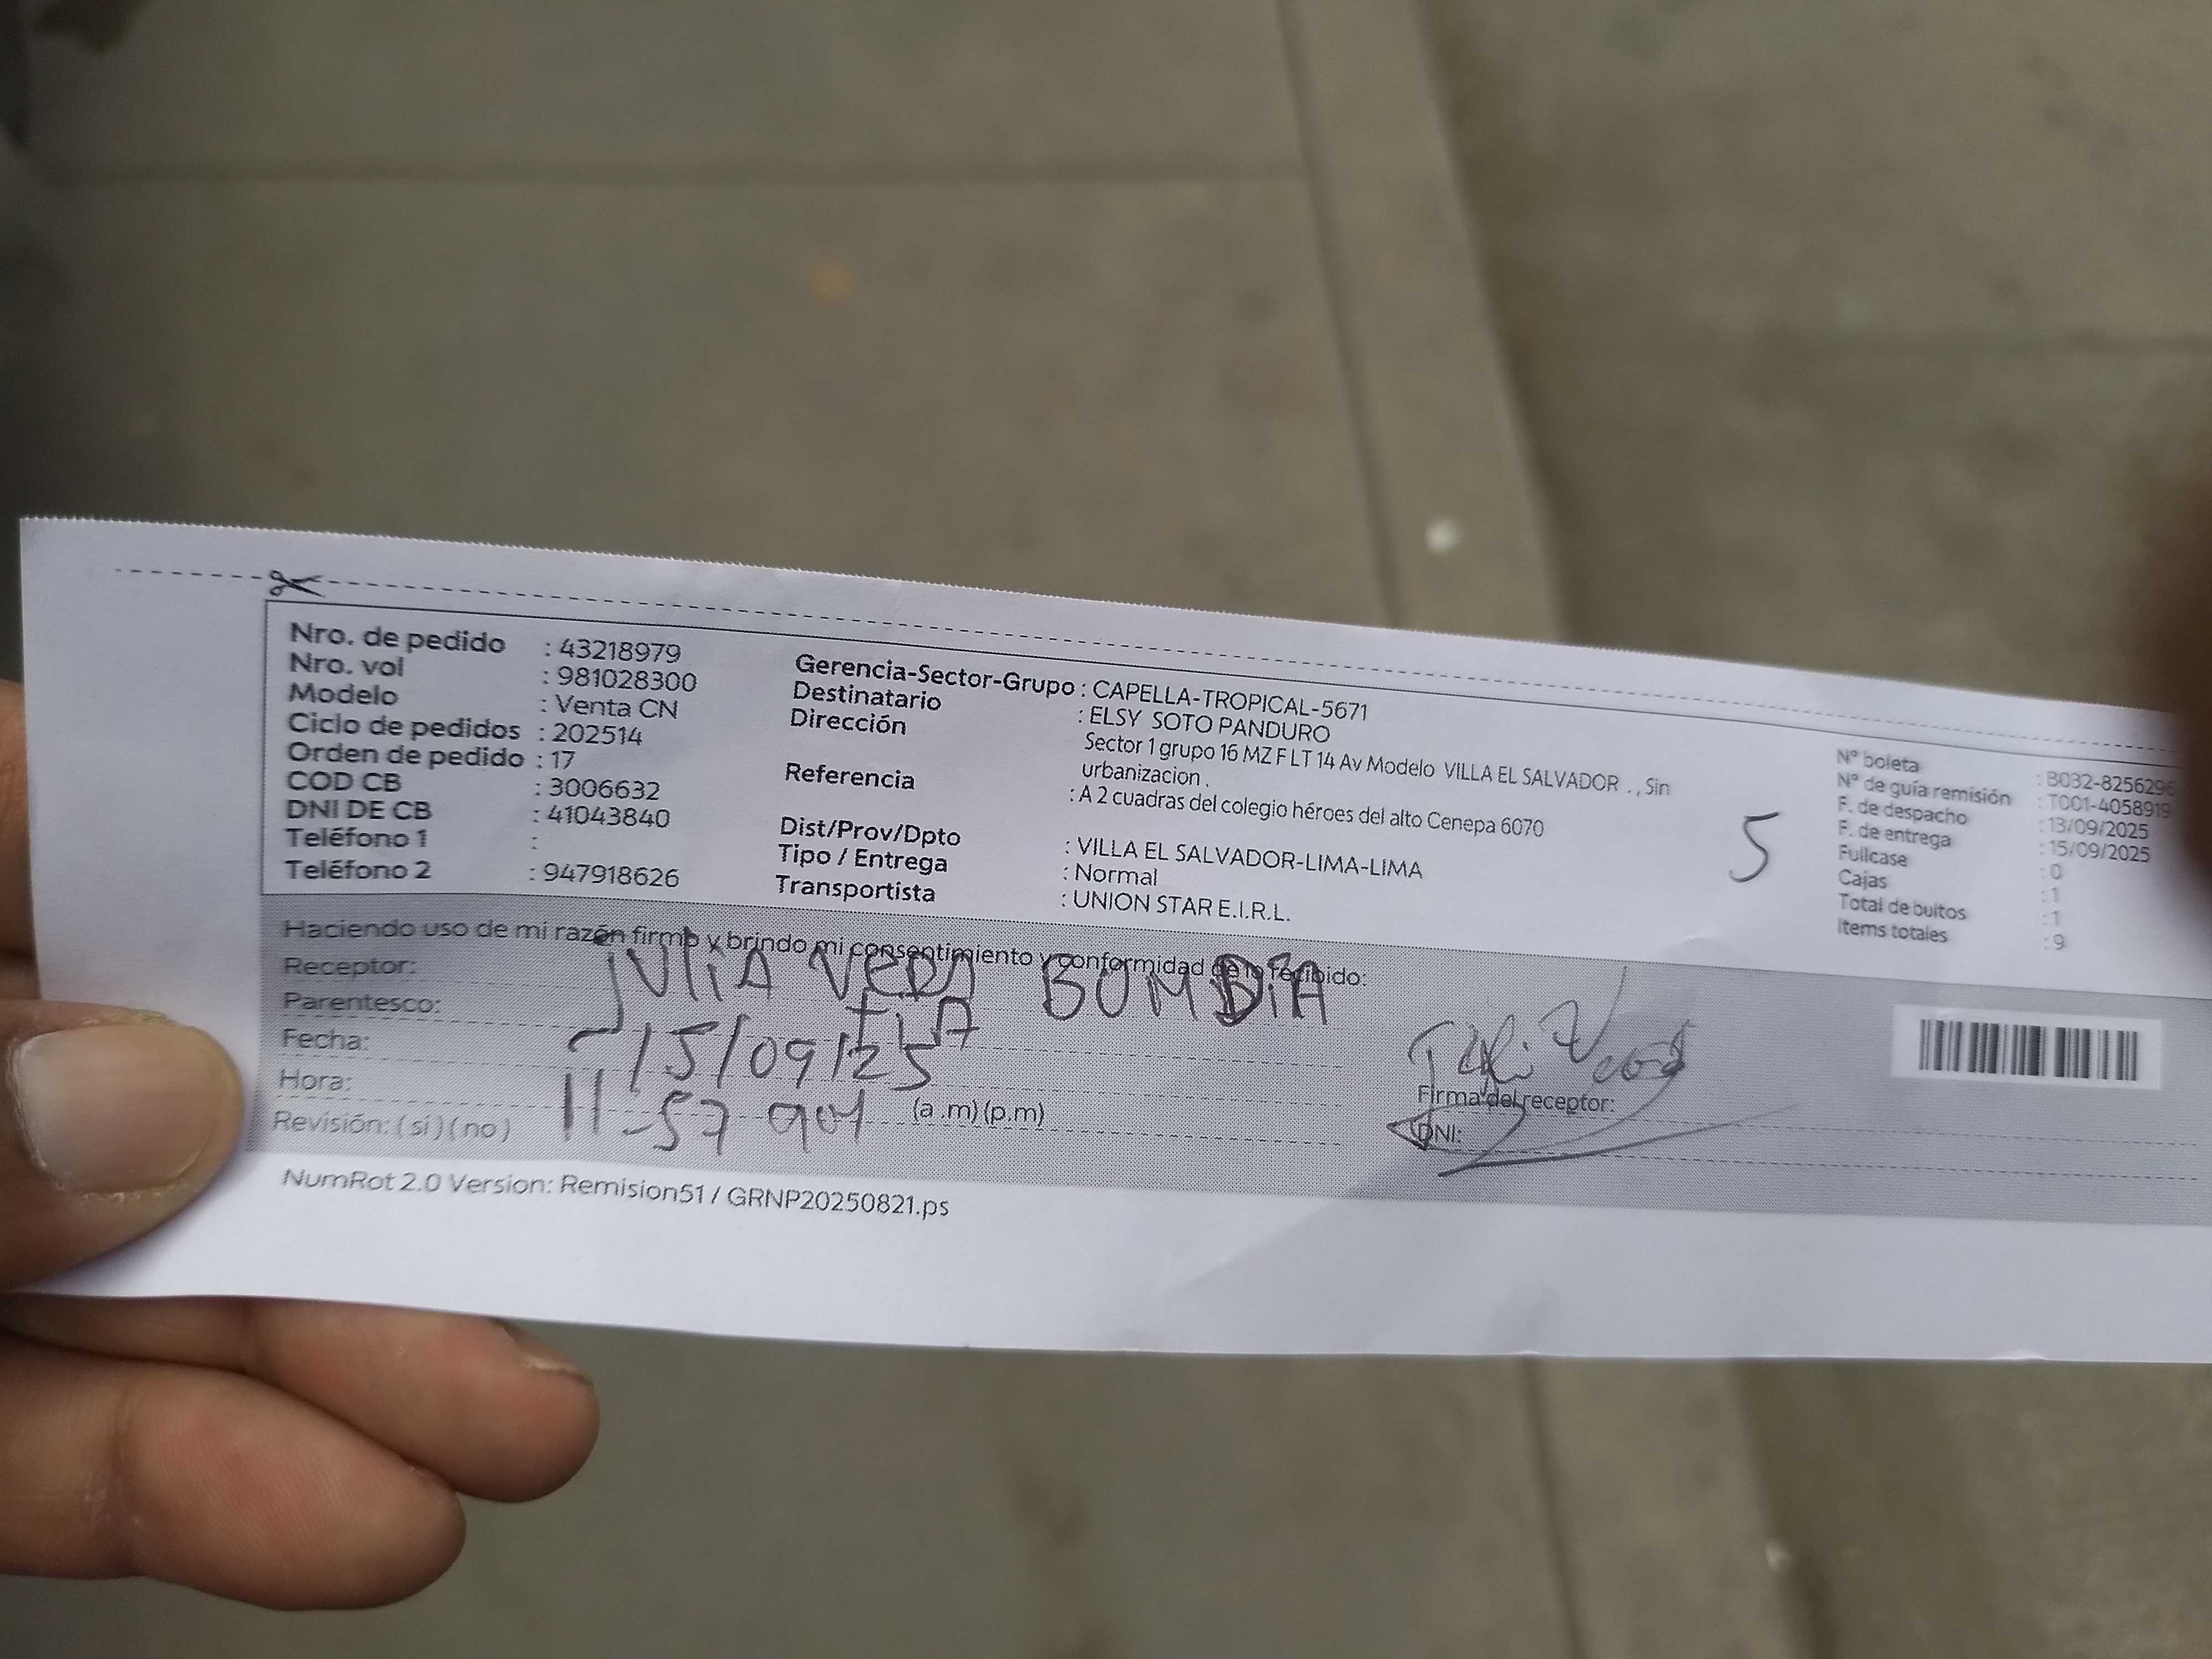 Nro. de pedido : 43218979
Nro. vol : 981028300
Modelo : Venta CN
Ciclo de pedidos : 202514
Orden de pedido : 17
COD CB : 3006632
DNI DE CB : 41043840
Teléfono 1 :
Teléfono 2 : 947918626
Gerencia-Sector-Grupo : CAPELLA-TROPICAL-5671
Destinatario : ELSY SOTO PANDURO
Dirección Sector 1 grupo 16 MZ F LT 14 Av Modelo VILLA EL SALVADOR . , Sin
urbanizacion .
Referencia : A 2 cuadras del colegio héroes del alto Cenepa 6070
Dist/Prov/Dpto : VILLA EL SALVADOR-LIMA-LIMA
Tipo / Entrega : Normal
Transportista : UNION STAR E.I.R.L.
5
Nº boleta : B032-8256296
Nº de guía remisión : T001-4058919
F. de despacho : 13/09/2025
F. de entrega : 15/09/2025
Fullcase : 0
Cajas : 1
Total de bultos : 1
Items totales : 9
Haciendo uso de mi razón firmo y brindo mi consentimiento y conformidad de lo recibido:
Receptor: JULIA
Parentesco: TIA
Fecha: 15/09/25
Hora: 11-57 (a .m) (p.m)
Revisión: ( si ) ( no )
Firma del receptor:
DNI:
NumRot 2.0 Version: Remision51 / GRNP20250821.ps